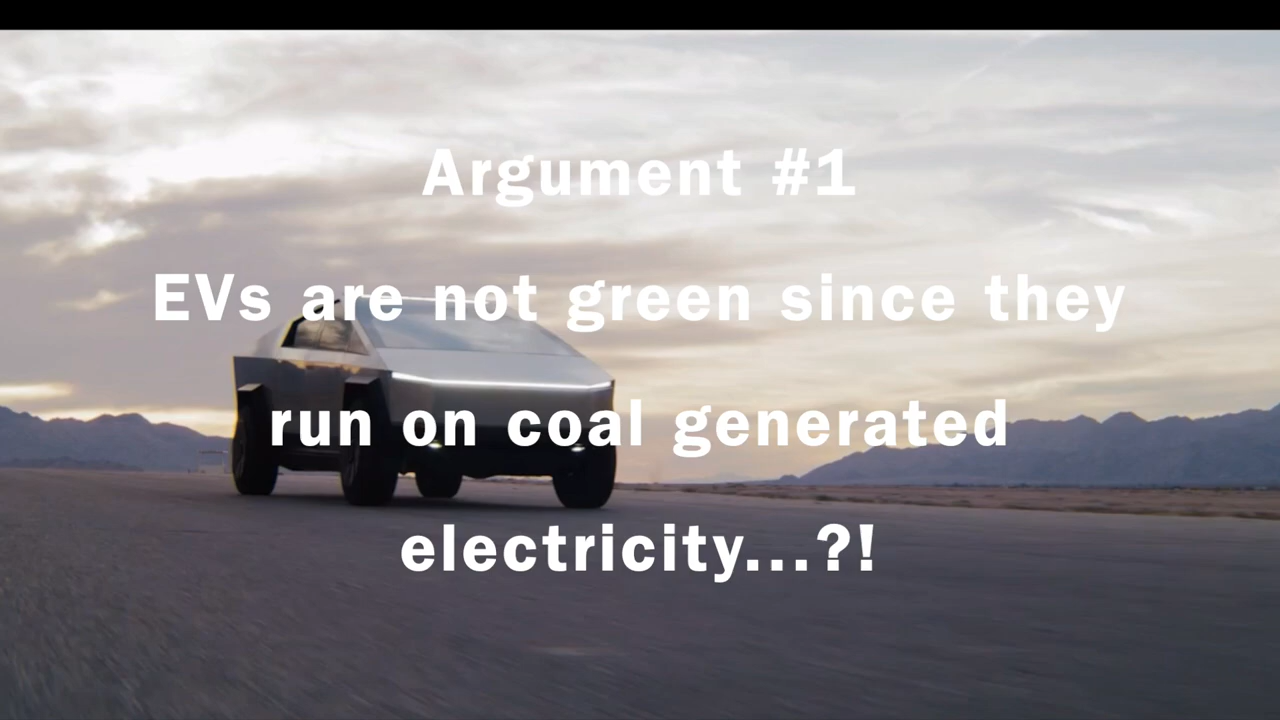 Argument #1
EVs are not green since they
run on coal generated
electricity...?!